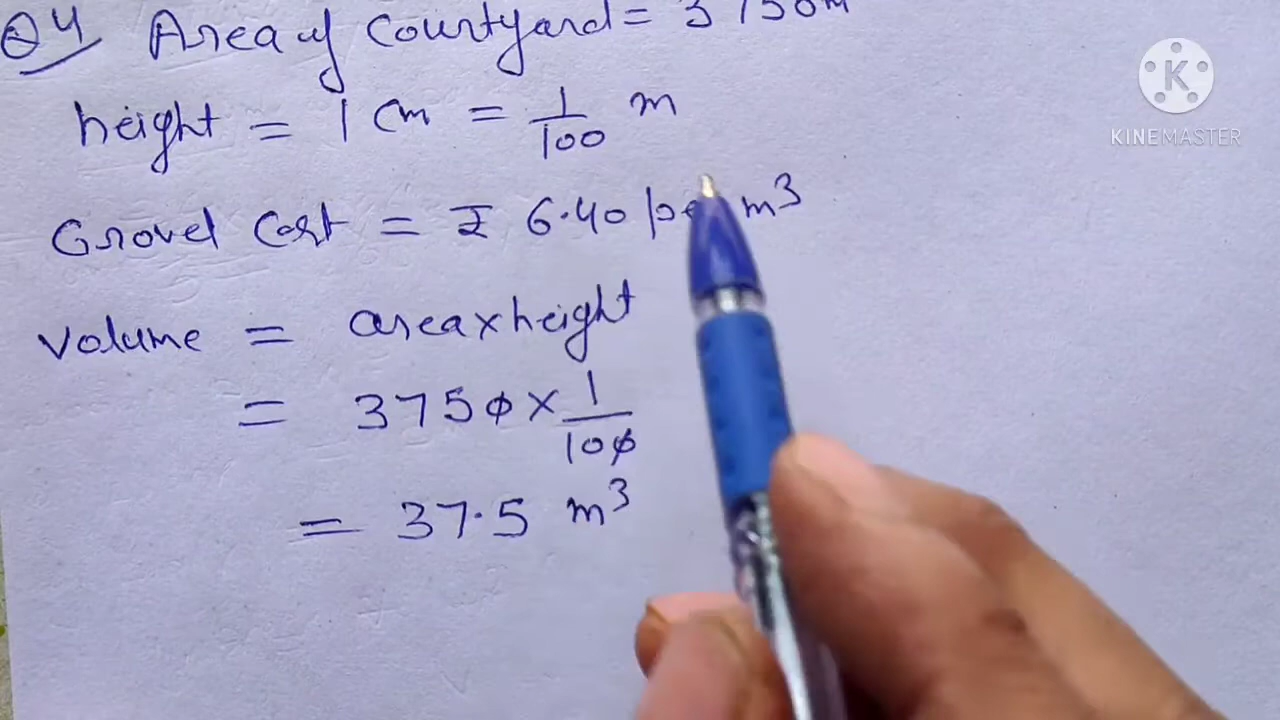 Q4 Area of Courtyard = 3750m
height = 1 cm = 1/100 m
KINEMASTER
Gravel Cost = ₹ 6.40 per m³
Volume = area x height
= 3750 x 1/100
= 37.5 m³